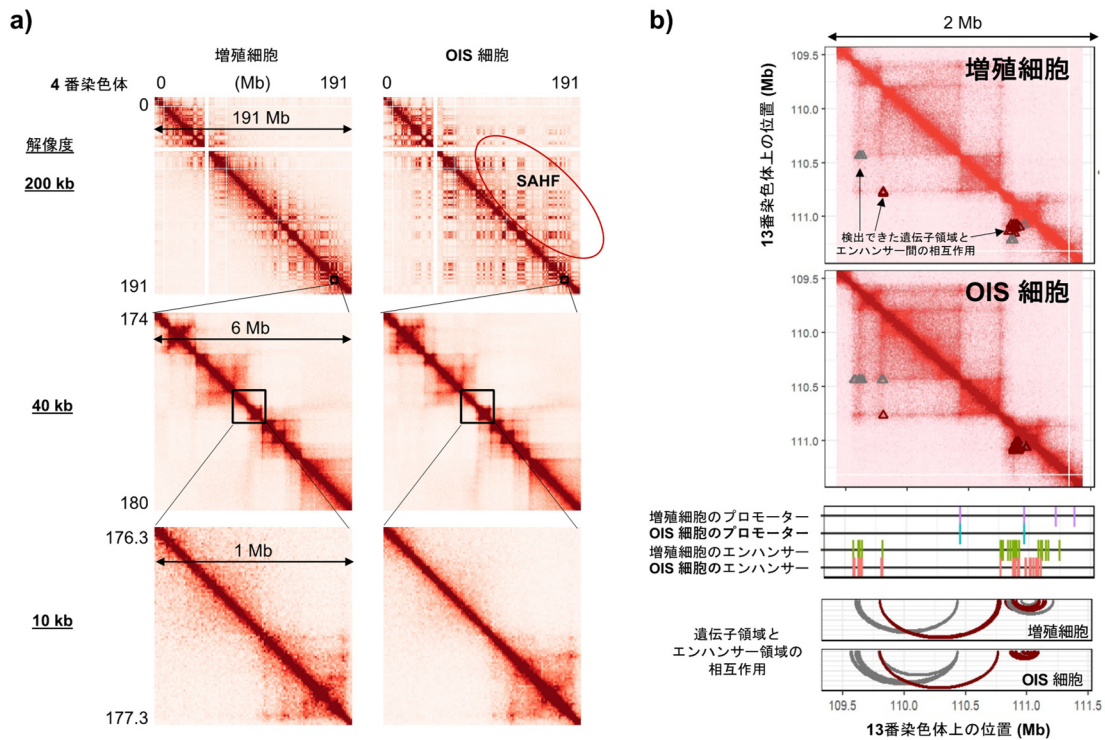 a)
増殖細胞
OIS 細胞
4 番染色体
0 (Mb) 191
0 191
0
191 Mb
解像度
200 kb
SAHF
191
174
6 Mb
40 kb
180
176.3
1 Mb
10 kb
177.3
b)
2 Mb
109.5
増殖細胞
110.0
13番染色体上の位置 (Mb)
110.5
111.0
検出できた遺伝子領域と
エンハンサー間の相互作用
109.5
OIS 細胞
110.0
110.5
111.0
増殖細胞のプロモーター
OIS 細胞のプロモーター
増殖細胞のエンハンサー
OIS 細胞のエンハンサー
遺伝子領域と
エンハンサー領域の
相互作用
増殖細胞
OIS 細胞
109.5 110.0 110.5 111.0 111.5
13番染色体上の位置 (Mb)